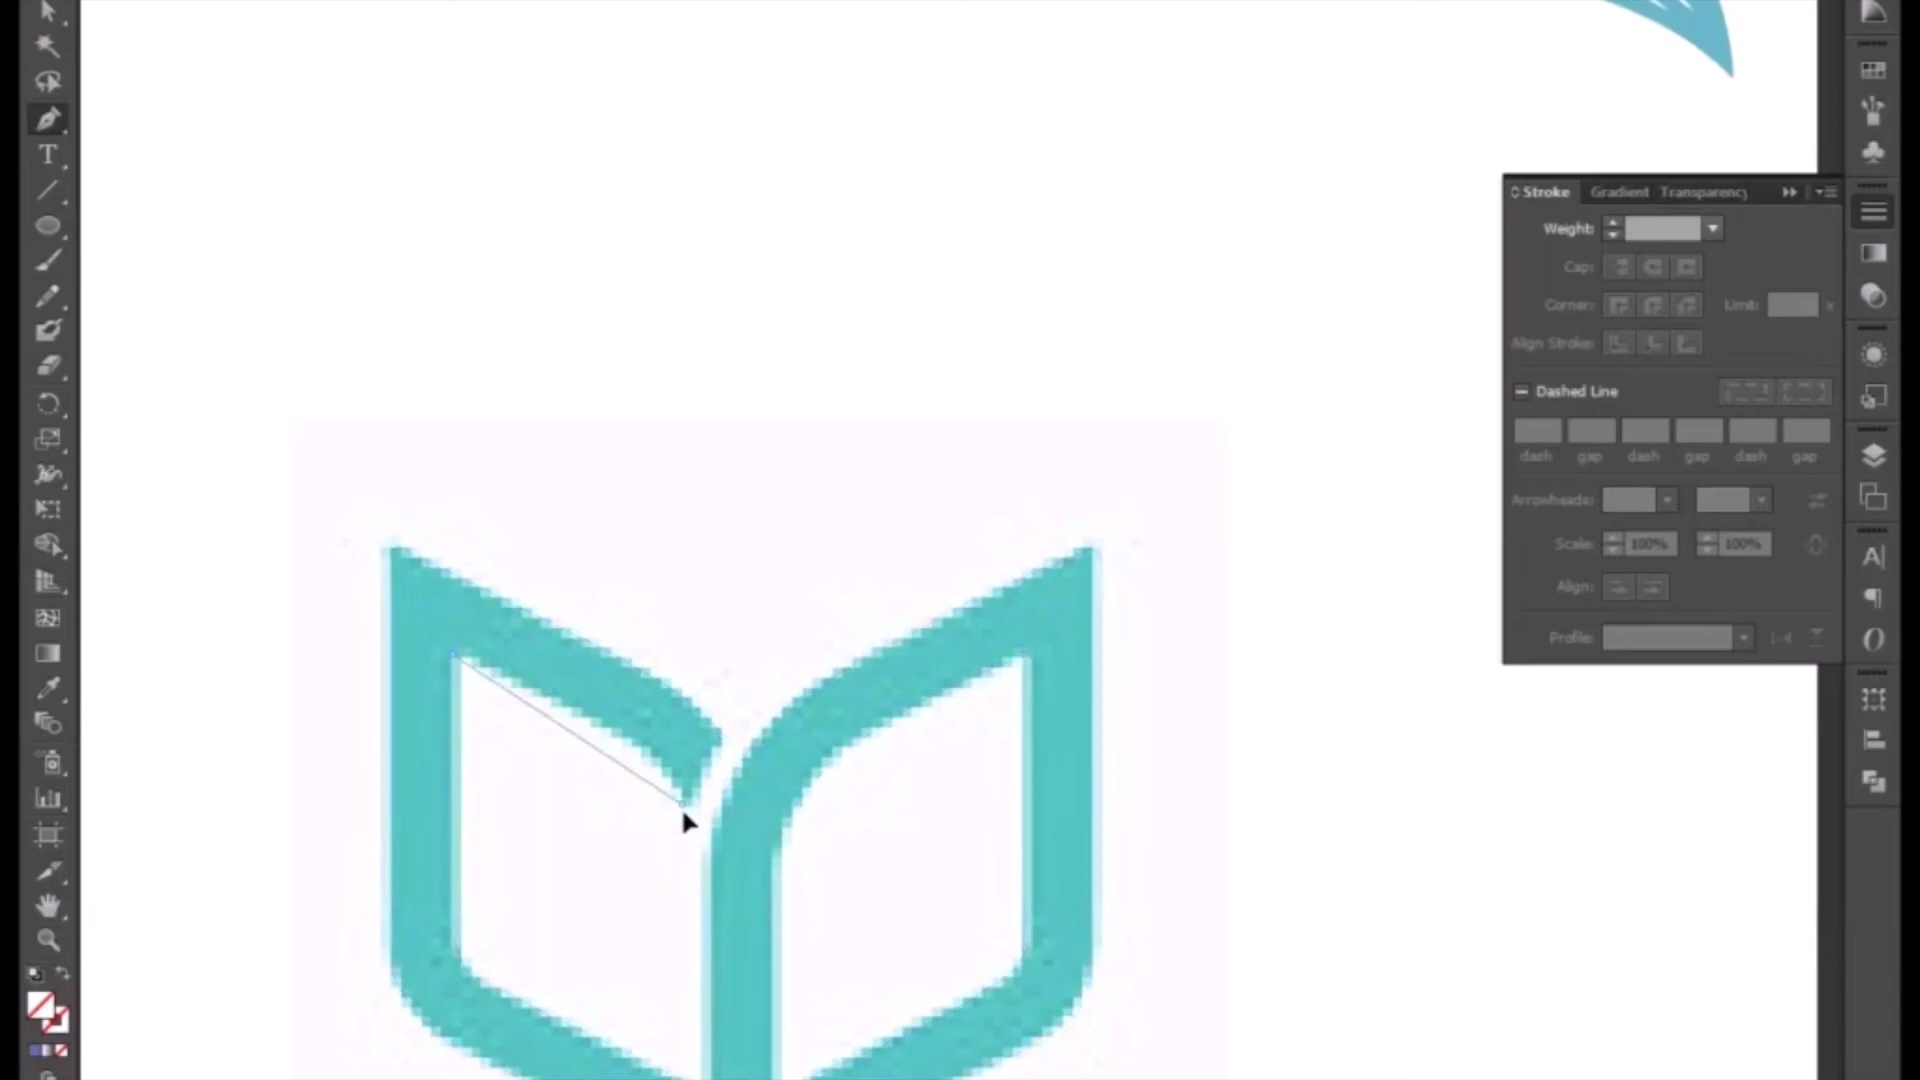 Stroke Gradient Transparency
Weight:
Cap:
Corner: Limit: x
Align Stroke:
Dashed Line
dash gap dash gap dash gap
Arrowheads:
Scale: 100% 100%
Align:
Profile: